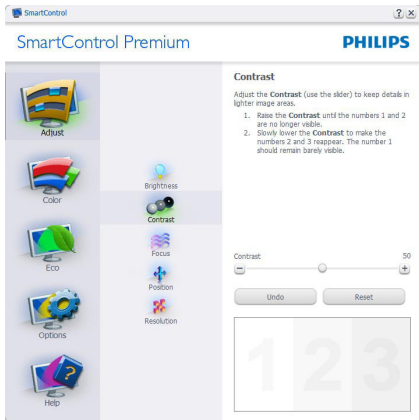 SmartControl
? ×
SmartControl Premium
PHILIPS
Adjust
Color
Eco
Options
Help
Brightness
Contrast
Focus
Position
Resolution
Contrast
Adjust the Contrast (use the slider) to keep details in
lighter image areas.
1. Raise the Contrast until the numbers 1 and 2
are no longer visible.
2. Slowly lower the Contrast to make the
numbers 2 and 3 reappear. The number 1
should remain barely visible.
Contrast 50
Undo Reset
1 2 3